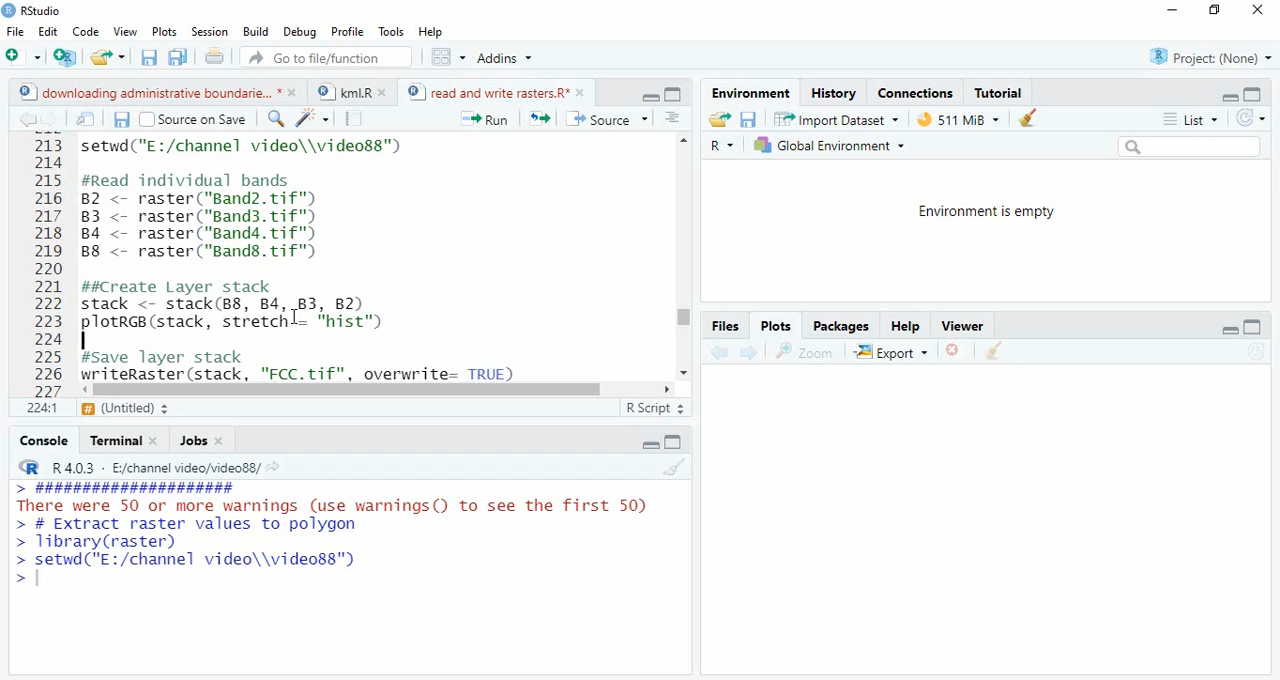 RStudio
File Edit Code View Plots Session Build Debug Profile Tools Help
Go to file/function Addins Project: (None)
downloading administrative boundarie... * kml.R read and write rasters.R*
Source on Save Run Source
213 setwd("E:/channel video\\video88")
214
215 #Read individual bands
216 B2 <- raster("Band2.tif")
217 B3 <- raster("Band3.tif")
218 B4 <- raster("Band4.tif")
219 B8 <- raster("Band8.tif")
220
221 ##Create Layer stack
222 stack <- stack(B8, B4, B3, B2)
223 plotRGB(stack, stretch = "hist")
224
225 #Save layer stack
226 writeRaster(stack, "FCC.tif", overwrite= TRUE)
227
224:1 (Untitled) R Script
Console Terminal Jobs
R 4.0.3 · E:/channel video/video88/
> #####################
There were 50 or more warnings (use warnings() to see the first 50)
> # Extract raster values to polygon
> library(raster)
> setwd("E:/channel video\\video88")
>
Environment History Connections Tutorial
Import Dataset 511 MiB List
R Global Environment
Environment is empty
Files Plots Packages Help Viewer
Zoom Export